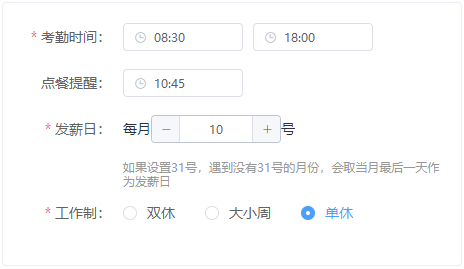 * 考勤时间： 08:30 18:00
点餐提醒： 10:45
* 发薪日： 每月 − 10 + 号
如果设置31号，遇到没有31号的月份，会取当月最后一天作
为发薪日
* 工作制： 双休 大小周 单休